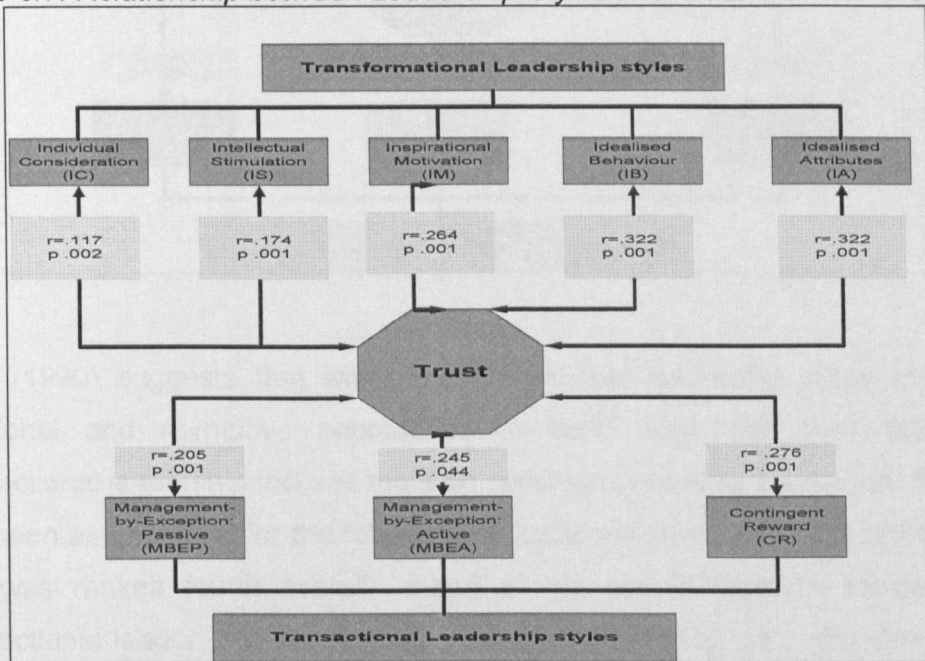 Transformational Leadership styles
Individual
Consideration
(IC)
Intellectual
Stimulation
(IS)
Inspirational
Motivation
(IM)
Idealised
Behaviour
(IB)
Idealised
Attributes
(IA)
r=.117
p .002
r=.174
p .001
r=.264
p .001
r=.322
p .001
r=.322
p .001
Trust
r=.205
p .001
r=.245
p .044
r=.276
p .001
Management-
by-Exception:
Passive
(MBEP)
Management-
by-Exception:
Active
(MBEA)
Contingent
Reward
(CR)
Transactional Leadership styles